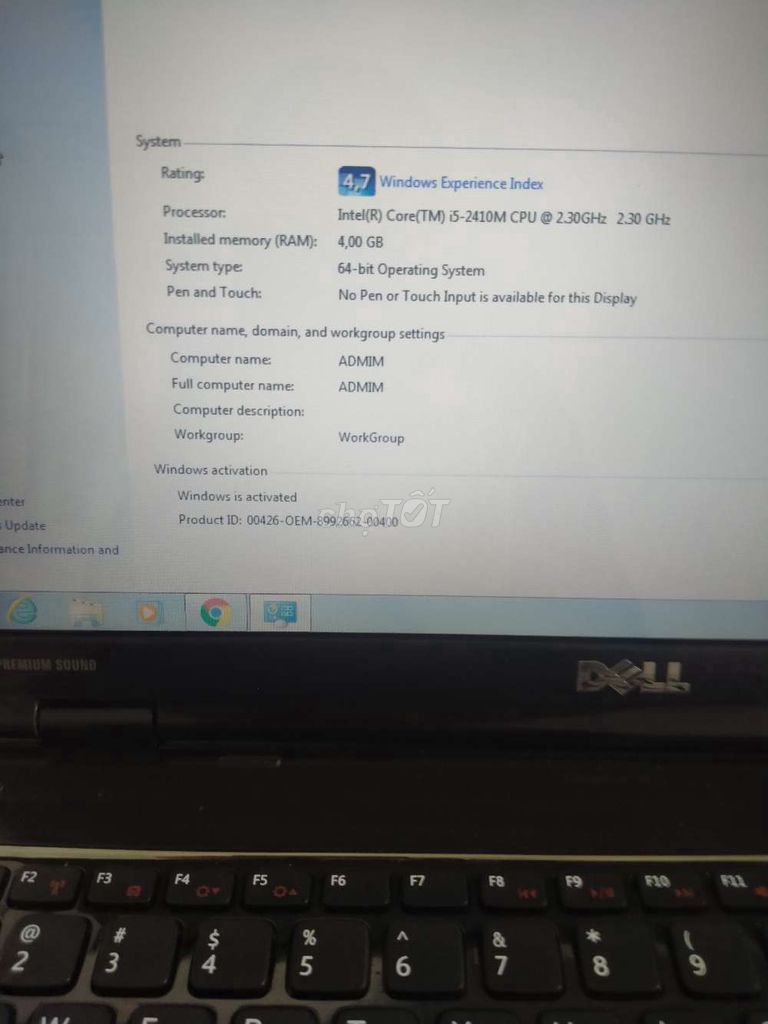 System
Rating: 4,7 Windows Experience Index
Processor: Intel(R) Core(TM) i5-2410M CPU @ 2.30GHz 2.30 GHz
Installed memory (RAM): 4,00 GB
System type: 64-bit Operating System
Pen and Touch: No Pen or Touch Input is available for this Display
Computer name, domain, and workgroup settings
Computer name: ADMIM
Full computer name: ADMIM
Computer description:
Workgroup: WorkGroup
Windows activation
Windows is activated
Product ID: 00426-OEM-8992662-00400
chợTỐT
enter
s Update
ance Information and
PREMIUM SOUND
DELL
F2 F3 F4 F5 F6 F7 F8 F9 F10 F11
@ # $ % ^ & * (
2 3 4 5 6 7 8 9